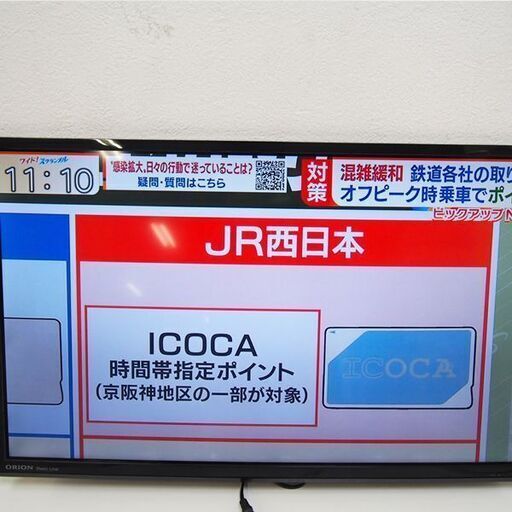 ワイド!スクランブル
11:10
"感染拡大、日々の行動で迷っていることは?
疑問・質問はこちら
対策
混雑緩和 鉄道各社の取り
オフピーク時乗車でポイ
ピックアップN
JR西日本
ICOCA
時間帯指定ポイント
(京阪神地区の一部が対象)
ICOCA
ORION